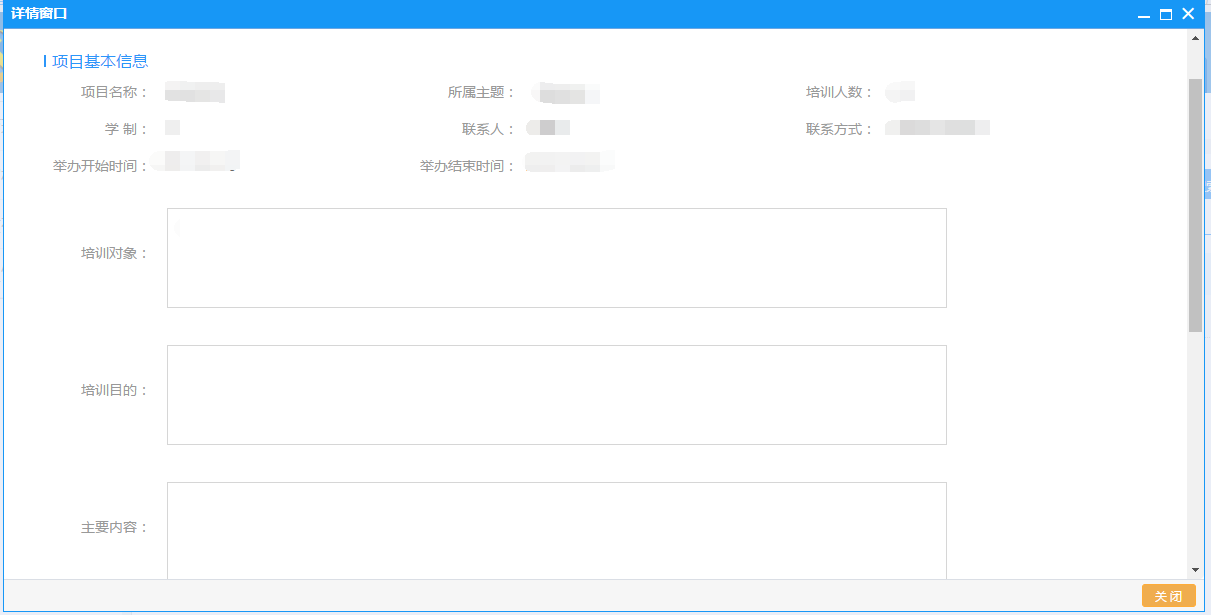 详情窗口
项目基本信息
项目名称： 所属主题： 培训人数：
学 制： 联系人： 联系方式：
举办开始时间： 举办结束时间：
培训对象：
培训目的：
主要内容：
关 闭